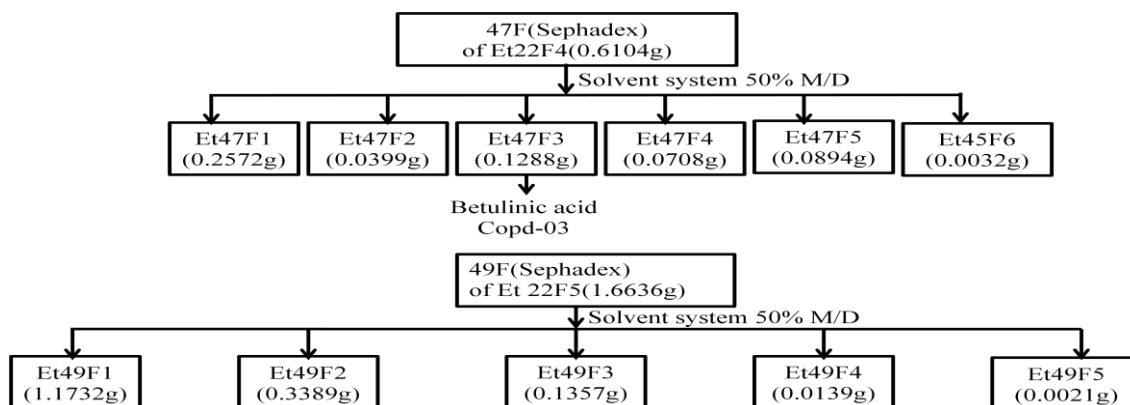 47F(Sephadex)
of Et22F4(0.6104g)
Solvent system 50% M/D
Et47F1
(0.2572g)
Et47F2
(0.0399g)
Et47F3
(0.1288g)
Et47F4
(0.0708g)
Et47F5
(0.0894g)
Et45F6
(0.0032g)
Betulinic acid
Copd-03
49F(Sephadex)
of Et 22F5(1.6636g)
Solvent system 50% M/D
Et49F1
(1.1732g)
Et49F2
(0.3389g)
Et49F3
(0.1357g)
Et49F4
(0.0139g)
Et49F5
(0.0021g)